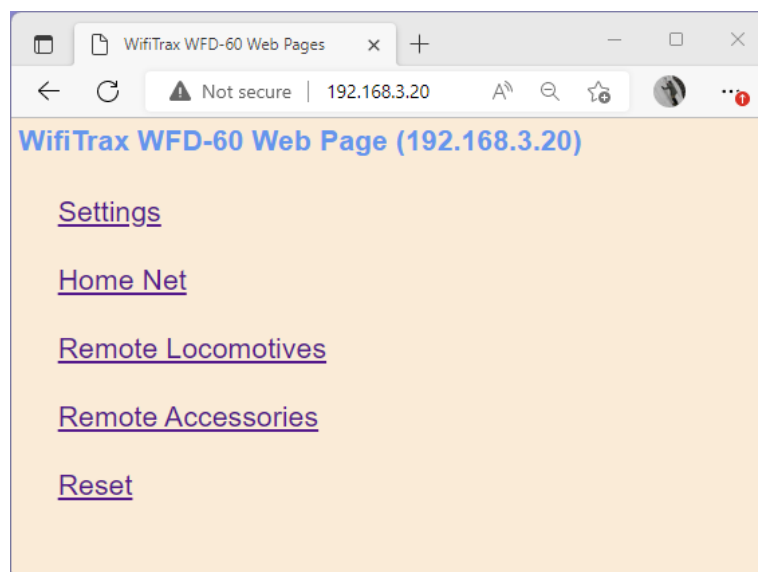 WifiTrax WFD-60 Web Pages
Not secure | 192.168.3.20
WifiTrax WFD-60 Web Page (192.168.3.20)
Settings
Home Net
Remote Locomotives
Remote Accessories
Reset